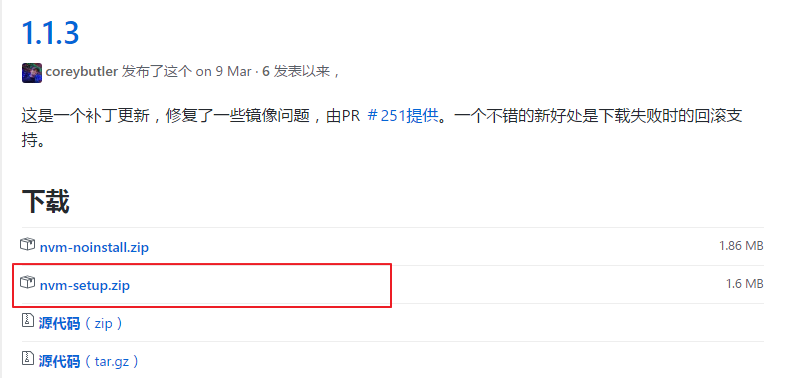 1.1.3
coreybutler 发布了这个 on 9 Mar · 6 发表以来，
这是一个补丁更新，修复了一些镜像问题，由PR ＃251提供。一个不错的新好处是下载失败时的回滚支
持。
下载
nvm-noinstall.zip 1.86 MB
nvm-setup.zip 1.6 MB
源代码（zip ）
源代码（tar.gz ）